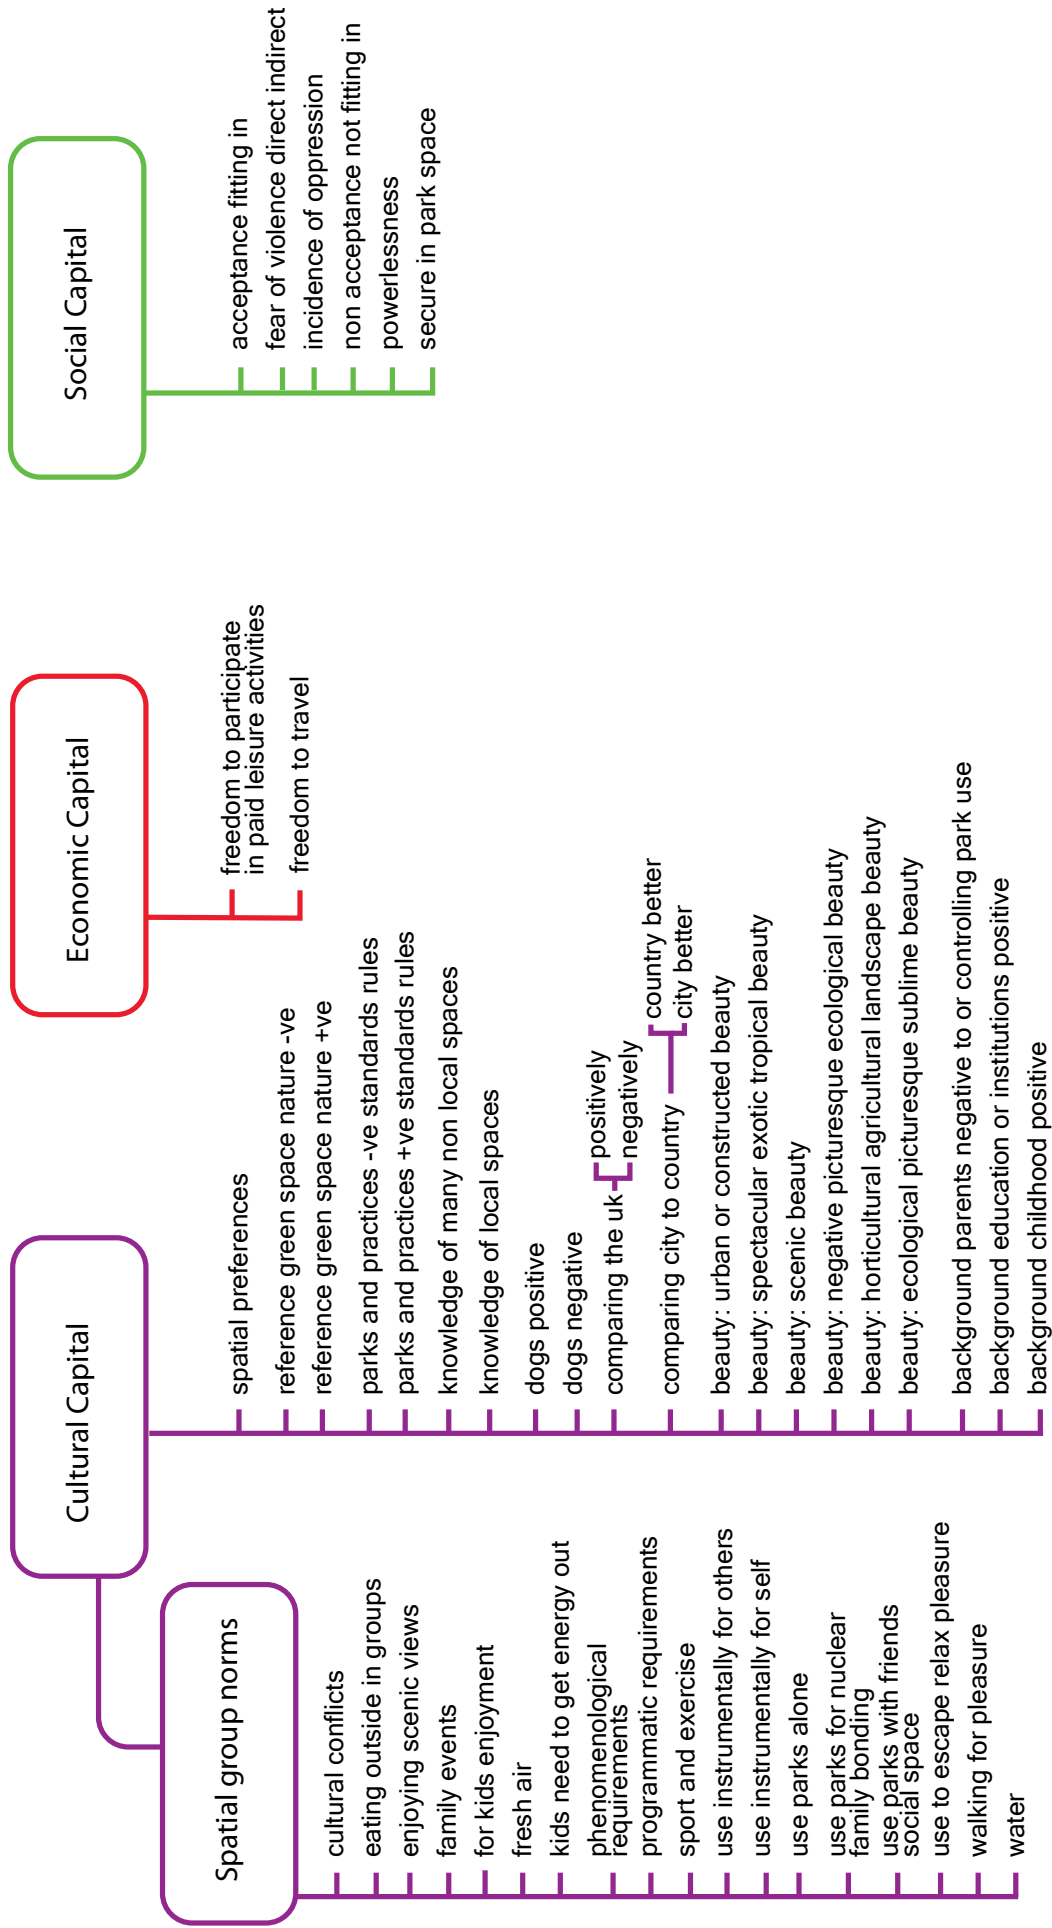 Spatial group norms
cultural conflicts
eating outside in groups
enjoying scenic views
family events
for kids enjoyment
fresh air
kids need to get energy out
phenomenological
requirements
programmatic requirements
sport and exercise
use instrumentally for others
use instrumentally for self
use parks alone
use parks for nuclear
family bonding
use parks with friends
social space
use to escape relax pleasure
walking for pleasure
water
Cultural Capital
spatial preferences
reference green space nature -ve
reference green space nature +ve
parks and practices -ve standards rules
parks and practices +ve standards rules
knowledge of many non local spaces
knowledge of local spaces
dogs positive
dogs negative
comparing the uk
positively
negatively
comparing city to country
country better
city better
beauty: urban or constructed beauty
beauty: spectacular exotic tropical beauty
beauty: scenic beauty
beauty: negative picturesque ecological beauty
beauty: horticultural agricultural landscape beauty
beauty: ecological picturesque sublime beauty
background parents negative to or controlling park use
background education or institutions positive
background childhood positive
Economic Capital
freedom to participate
in paid leisure activities
freedom to travel
Social Capital
acceptance fitting in
fear of violence direct indirect
incidence of oppression
non acceptance not fitting in
powerlessness
secure in park space